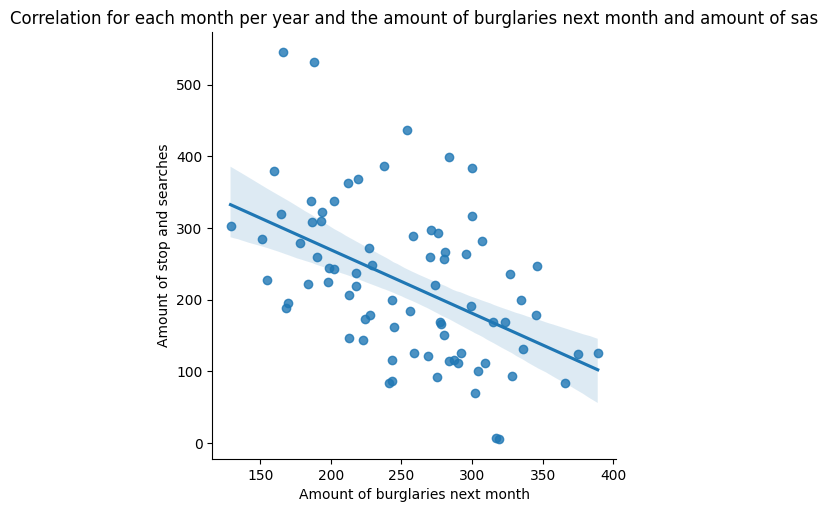 Correlation for each month per year and the amount of burglaries next month and amount of sas
500
400
300
200
100
0
Amount of stop and searches
150 200 250 300 350 400
Amount of burglaries next month